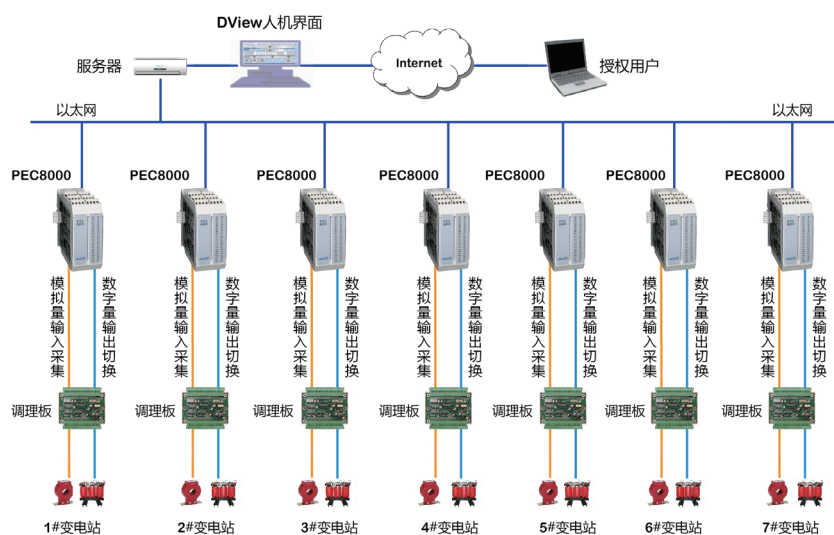 DView人机界面
服务器
Internet
授权用户
以太网
以太网
PEC8000
PEC8000
PEC8000
PEC8000
PEC8000
PEC8000
PEC8000
模拟量输入采集
数字量输出切换
模拟量输入采集
数字量输出切换
模拟量输入采集
数字量输出切换
模拟量输入采集
数字量输出切换
模拟量输入采集
数字量输出切换
模拟量输入采集
数字量输出切换
模拟量输入采集
数字量输出切换
调理板
调理板
调理板
调理板
调理板
调理板
调理板
1#变电站
2#变电站
3#变电站
4#变电站
5#变电站
6#变电站
7#变电站